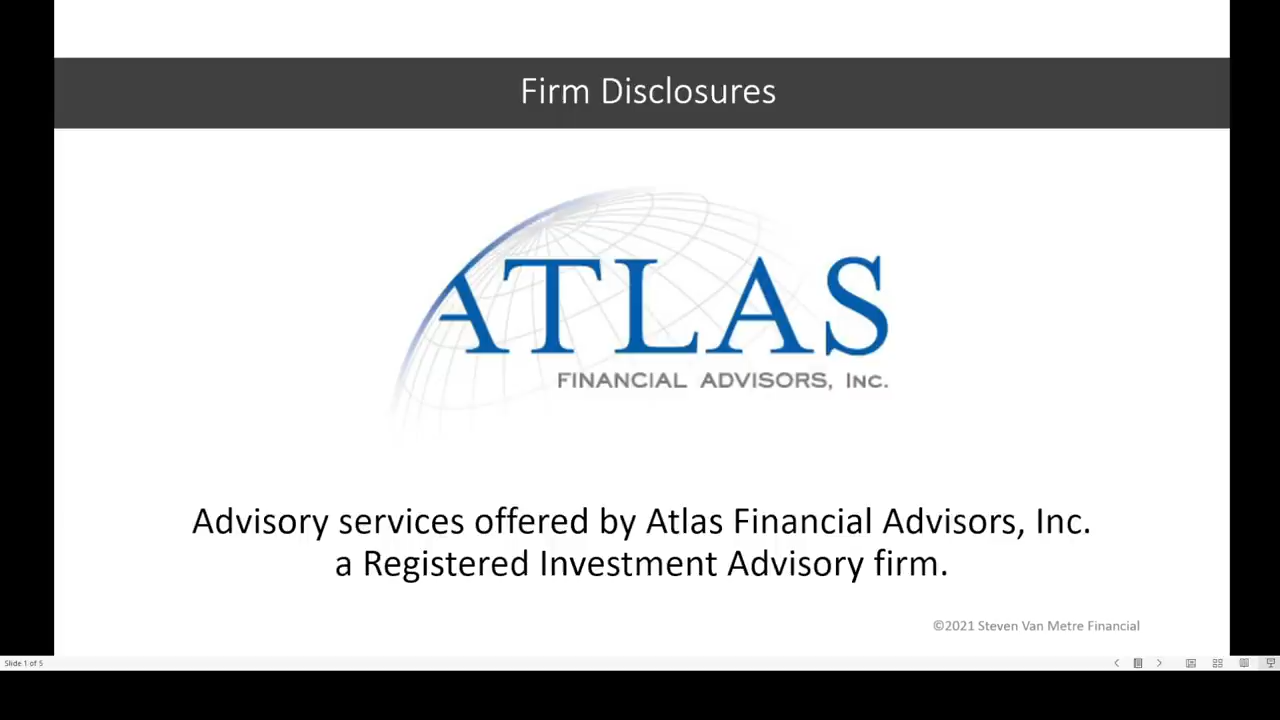 Firm Disclosures
ATLAS
FINANCIAL ADVISORS, INC.
Advisory services offered by Atlas Financial Advisors, Inc.
a Registered Investment Advisory firm.
©2021 Steven Van Metre Financial
Slide 1 of 5